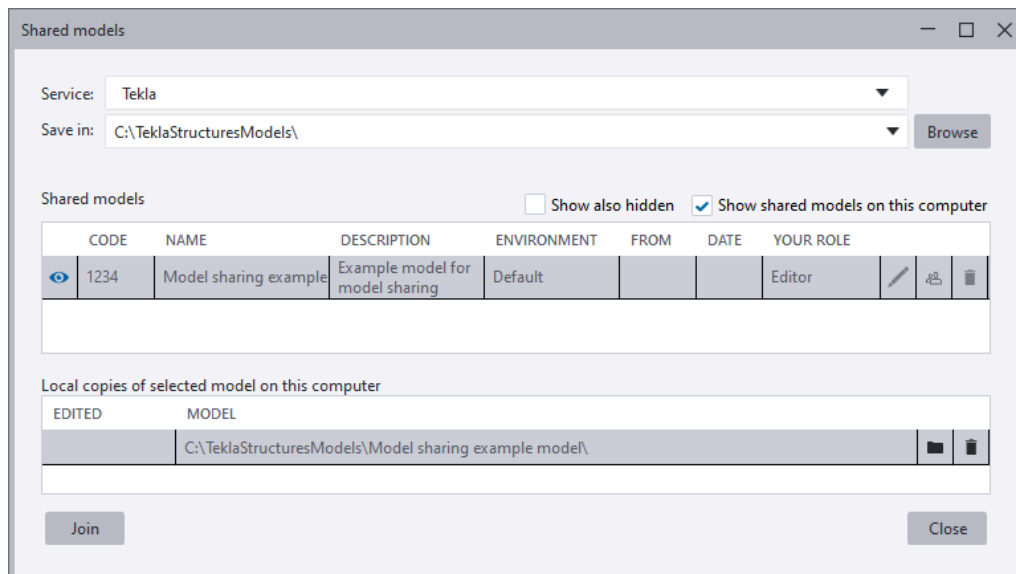 Shared models
Service: Tekla
Save in: C:\TeklaStructuresModels\ Browse
Shared models Show also hidden Show shared models on this computer
CODE NAME DESCRIPTION ENVIRONMENT FROM DATE YOUR ROLE
1234 Model sharing example Example model for Default Editor
model sharing
Local copies of selected model on this computer
EDITED MODEL
C:\TeklaStructuresModels\Model sharing example model\
Join Close